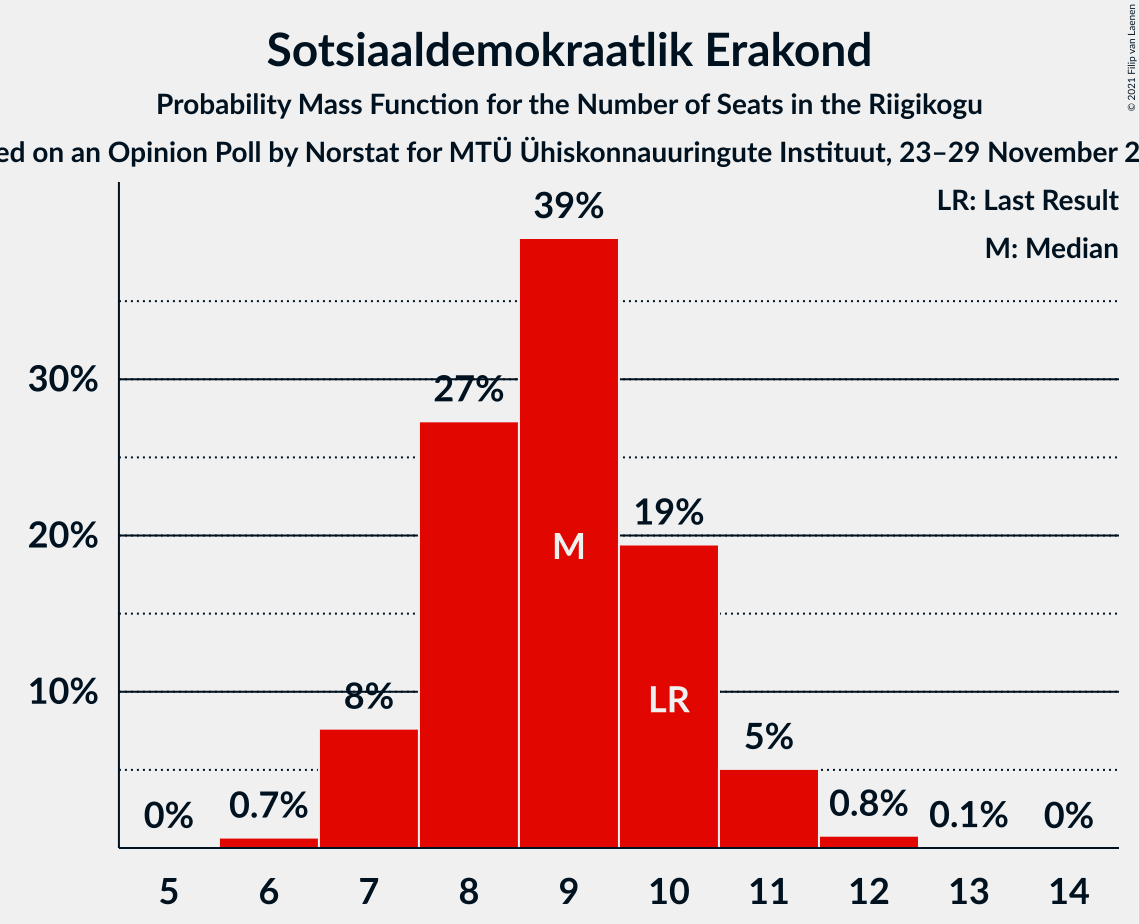 Sotsiaaldemokraatlik Erakond
Probability Mass Function for the Number of Seats in the Riigikogu
on an Opinion Poll by Norstat for MTÜ Ühiskonnauuringute Instituut, 23–29 November
© 2021 Filip van Laenen
LR: Last Result
M: Median
39%
30%
27%
20%
19%
M
10%
8%
LR
5%
0%
0.7%
0.8%
0.1%
0%
5 6 7 8 9 10 11 12 13 14